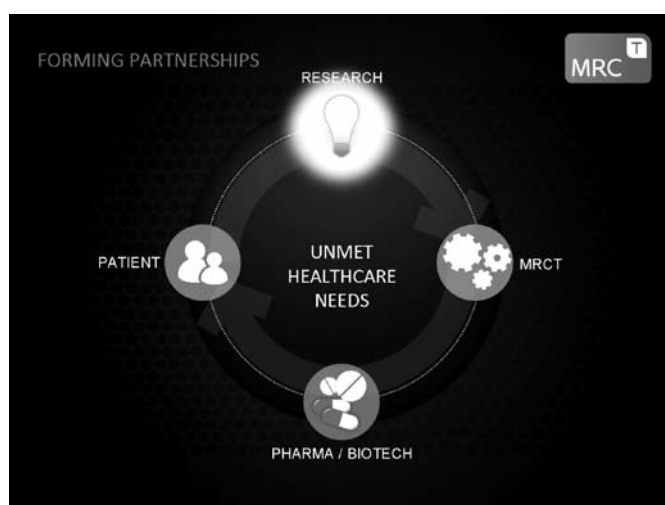 FORMING PARTNERSHIPS
T
MRC
RESEARCH
PATIENT
UNMET
HEALTHCARE
NEEDS
MRCT
PHARMA / BIOTECH